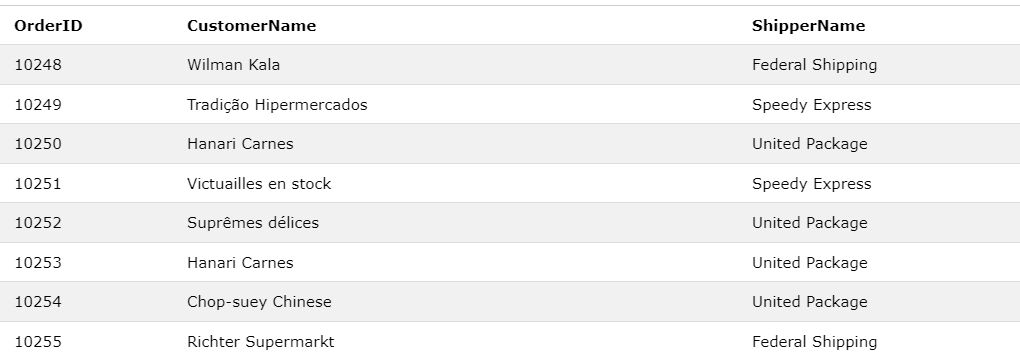 OrderID CustomerName ShipperName
10248 Wilman Kala Federal Shipping
10249 Tradição Hipermercados Speedy Express
10250 Hanari Carnes United Package
10251 Victuailles en stock Speedy Express
10252 Suprêmes délices United Package
10253 Hanari Carnes United Package
10254 Chop-suey Chinese United Package
10255 Richter Supermarkt Federal Shipping